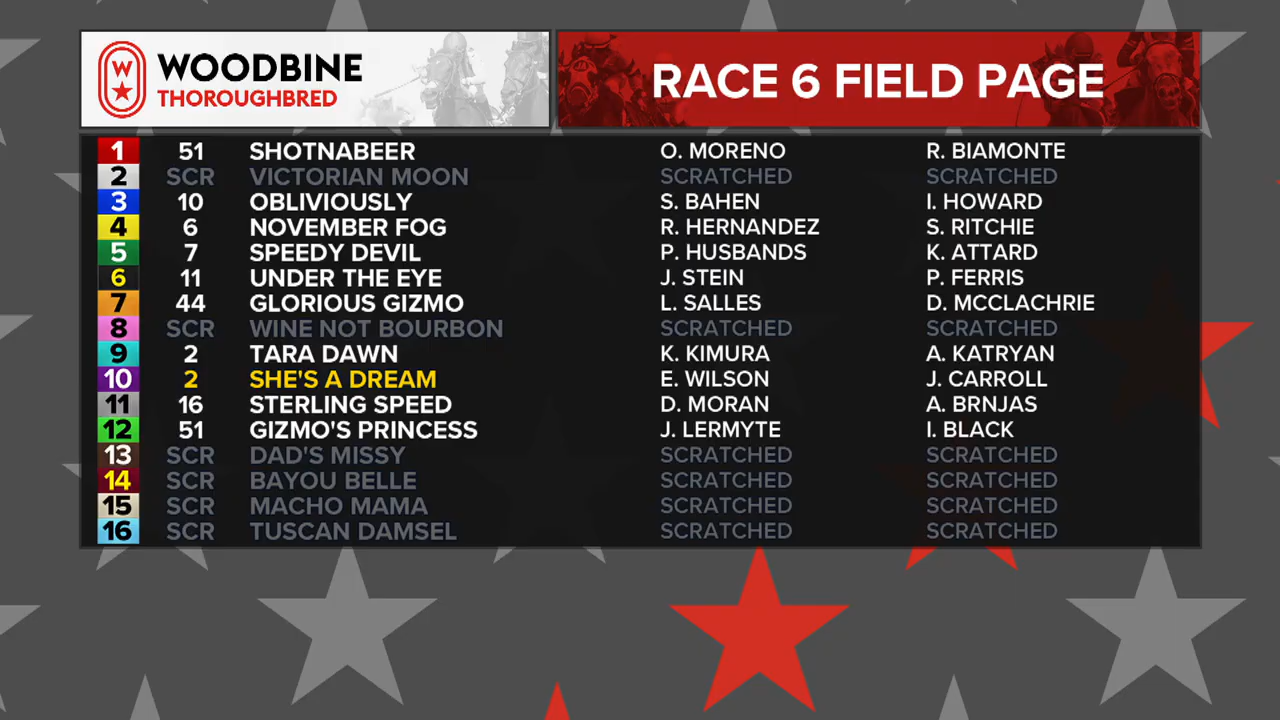 W
WOODBINE
THOROUGHBRED
RACE 6 FIELD PAGE
1 51 SHOTNABEER O. MORENO R. BIAMONTE
2 SCR VICTORIAN MOON SCRATCHED SCRATCHED
3 10 OBLIVIOUSLY S. BAHEN I. HOWARD
4 6 NOVEMBER FOG R. HERNANDEZ S. RITCHIE
5 7 SPEEDY DEVIL P. HUSBANDS K. ATTARD
6 11 UNDER THE EYE J. STEIN P. FERRIS
7 44 GLORIOUS GIZMO L. SALLES D. MCCLACHRIE
8 SCR WINE NOT BOURBON SCRATCHED SCRATCHED
9 2 TARA DAWN K. KIMURA A. KATRYAN
10 2 SHE'S A DREAM E. WILSON J. CARROLL
11 16 STERLING SPEED D. MORAN A. BRNJAS
12 51 GIZMO'S PRINCESS J. LERMYTE I. BLACK
13 SCR DAD'S MISSY SCRATCHED SCRATCHED
14 SCR BAYOU BELLE SCRATCHED SCRATCHED
15 SCR MACHO MAMA SCRATCHED SCRATCHED
16 SCR TUSCAN DAMSEL SCRATCHED SCRATCHED